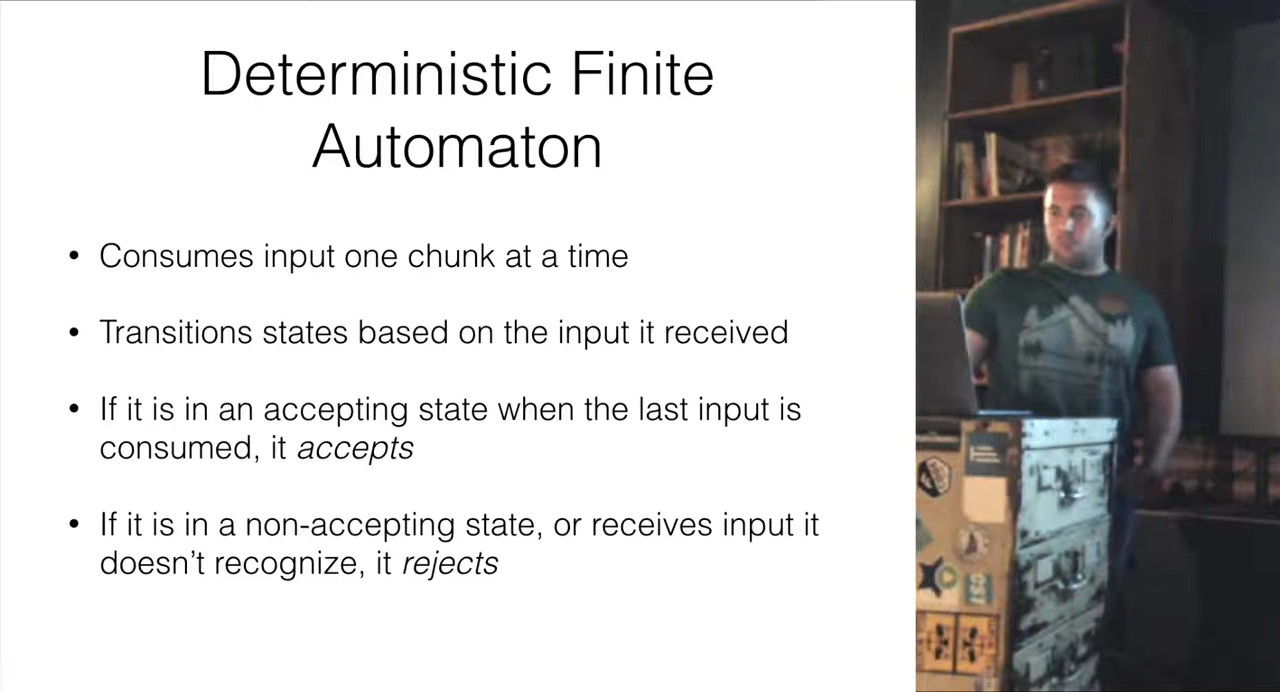 Deterministic Finite
Automaton
• Consumes input one chunk at a time
• Transitions states based on the input it received
• If it is in an accepting state when the last input is
consumed, it accepts
• If it is in a non-accepting state, or receives input it
doesn’t recognize, it rejects